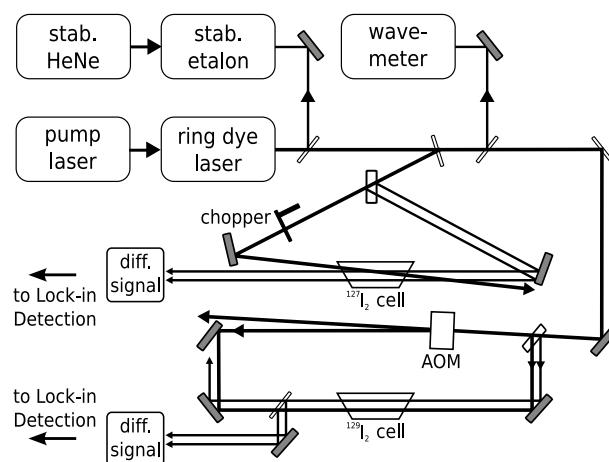 stab.
HeNe
stab.
etalon
wave-
meter
pump
laser
ring dye
laser
chopper
diff.
signal
to Lock-in
Detection
¹²⁷I₂ cell
AOM
to Lock-in
Detection
diff.
signal
¹²⁹I₂ cell